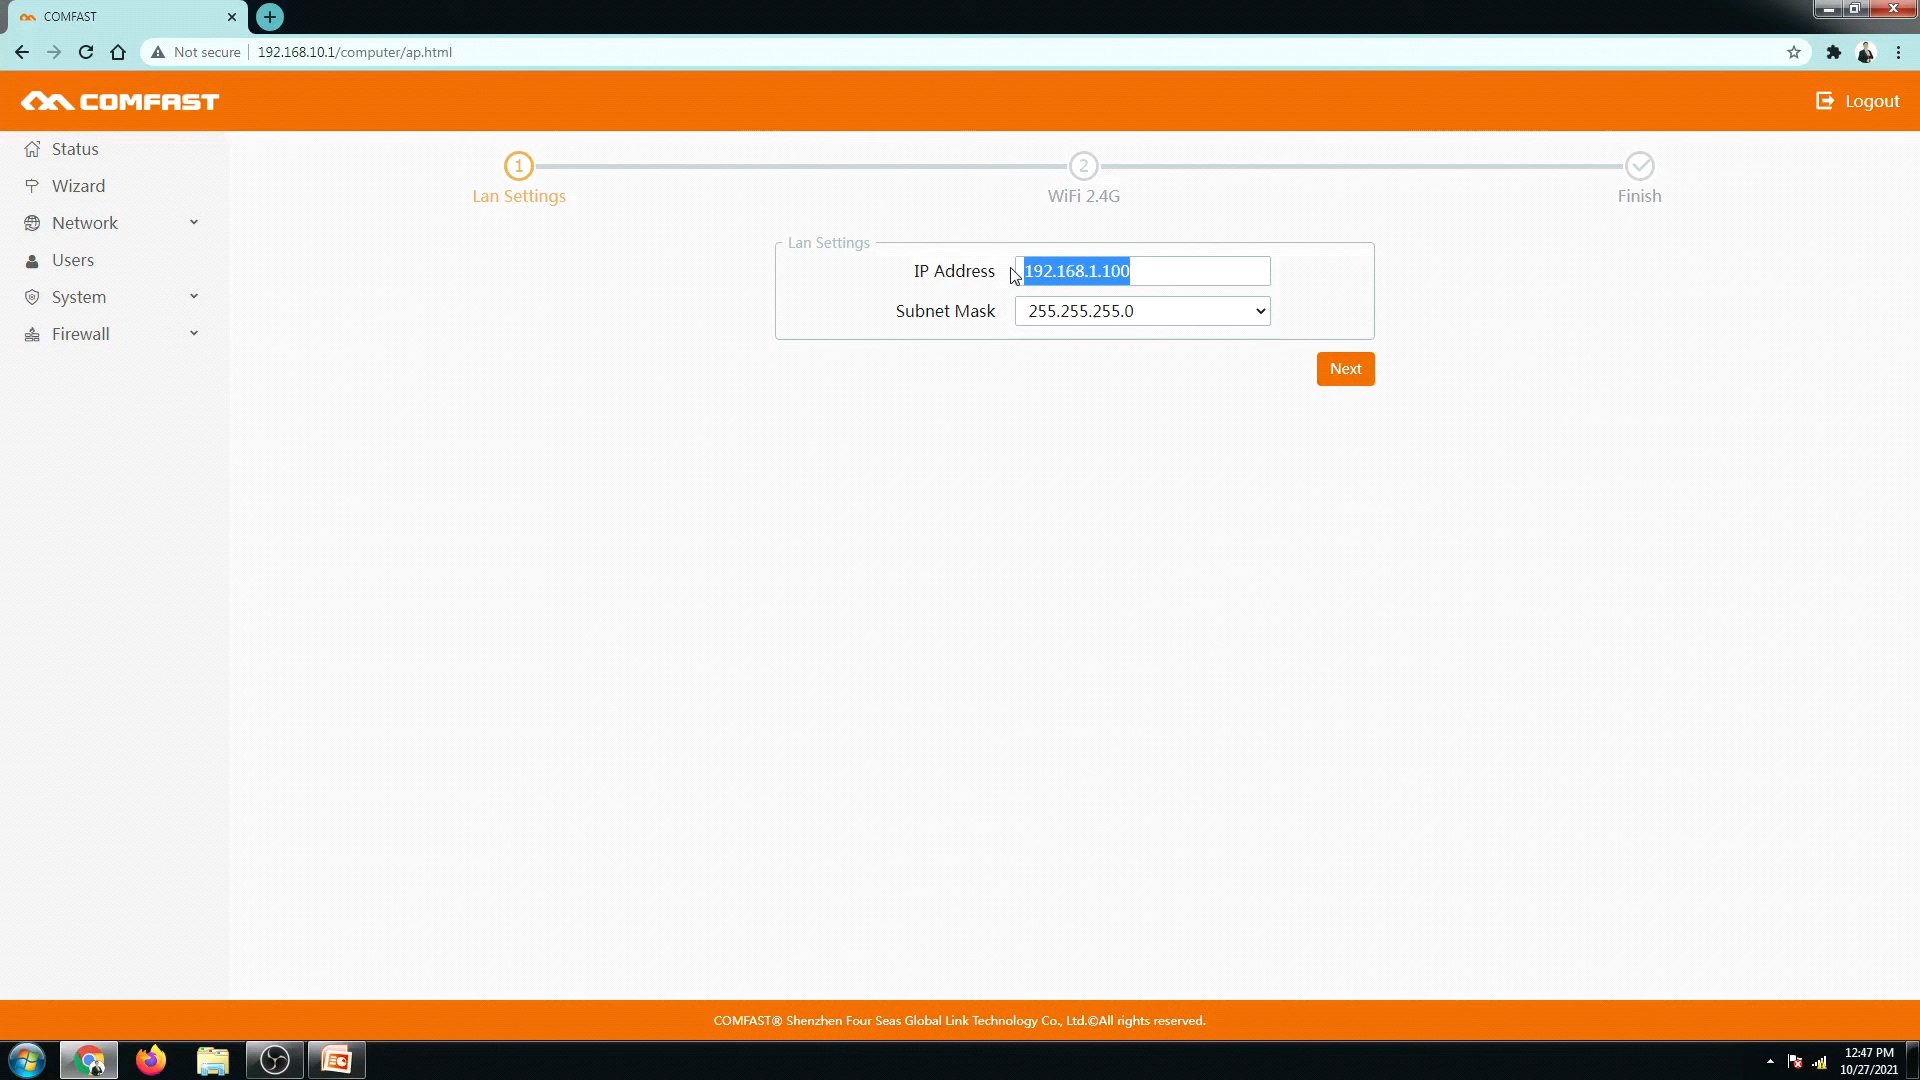 COMFAST
Not secure 192.168.10.1/computer/ap.html
COMFAST
Logout
Status
Wizard
Network
Users
System
Firewall
1
2
Lan Settings
WiFi 2.4G
Finish
Lan Settings
IP Address 192.168.1.100
Subnet Mask 255.255.255.0
Next
COMFAST® Shenzhen Four Seas Global Link Technology Co., Ltd.©All rights reserved.
12:47 PM
10/27/2021